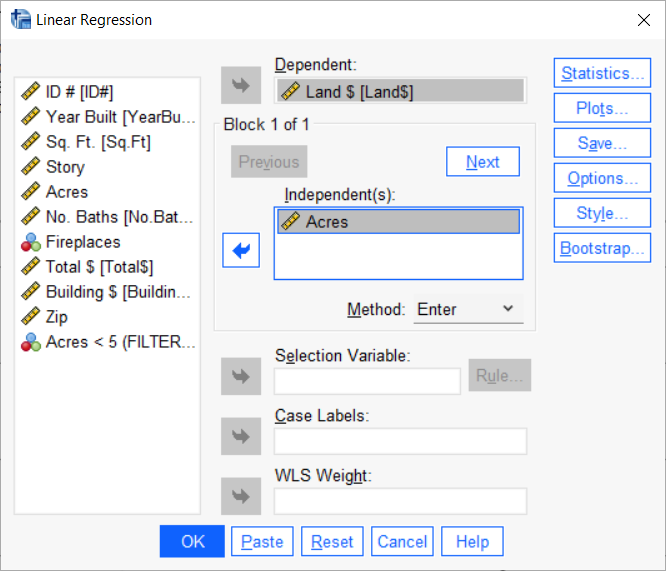 Linear Regression
ID # [ID#]
Year Built [YearBu...
Sq. Ft. [Sq.Ft]
Story
Acres
No. Baths [No.Bat...
Fireplaces
Total $ [Total$]
Building $ [Buildin...
Zip
Acres < 5 (FILTER...
Dependent:
Land $ [Land$]
Block 1 of 1
Previous
Next
Independent(s):
Acres
Method: Enter
Selection Variable:
Rule...
Case Labels:
WLS Weight:
Statistics...
Plots...
Save...
Options...
Style...
Bootstrap...
OK
Paste
Reset
Cancel
Help